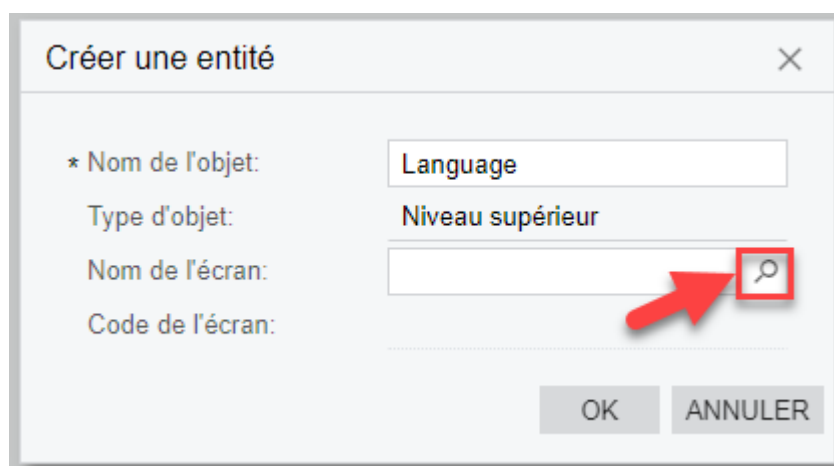 Créer une entité
* Nom de l'objet: Language
Type d'objet: Niveau supérieur
Nom de l'écran:
Code de l'écran:
OK ANNULER